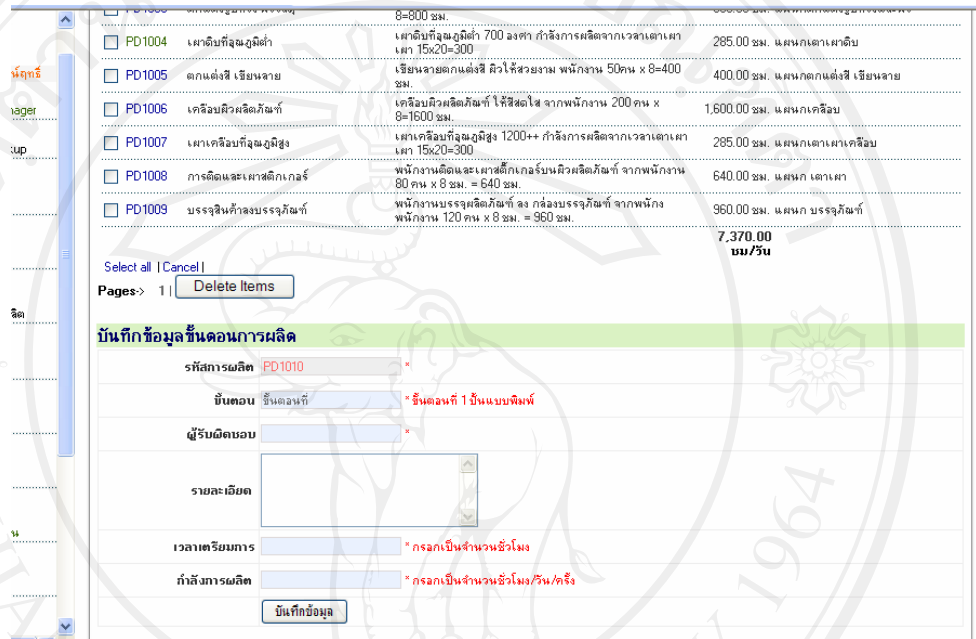 8=800 ชม.
PD1004 เผาดิบที่อุณภูมิต่ำ เผาดิบที่อุณภูมิต่ำ 700 องศา กำลังการผลิตจากเวลาเตาเผา 285.00 ชม. แผนกเตาเผาดิบ
เผา 15x20=300
PD1005 ตกแต่งสี เขียนลาย เขียนลายตกแต่งสี ผิวให้สวยงาม พนักงาน 50คน x 8=400 400.00 ชม. แผนกตกแต่งสี เขียนลาย
ชม.
PD1006 เคลือบผิวผลิตภัณฑ์ เคลือบผิวผลิตภัณฑ์ ให้สีสดใส จากพนักงาน 200 คน x 1,600.00 ชม. แผนกเคลือบ
8=1600 ชม.
PD1007 เผาเคลือบที่อุณภูมิสูง เผาเคลือบที่อุณภูมิสูง 1200++ กำลังการผลิตจากเวลาเตาเผา 285.00 ชม. แผนกเตาเผาเคลือบ
เผา 15x20=300
PD1008 การติดและเผาสติกเกอร์ พนักงานติดและเผาสติ๊กเกอร์บนผิวผลิตภัณฑ์ จากพนักงาน 640.00 ชม. แผนก เตาเผา
80 คน x 8 ชม. = 640 ชม.
PD1009 บรรจุสินค้าลงบรรจุภัณฑ์ พนักงานบรรจุผลิตภัณฑ์ ลง กล่องบรรจุภัณฑ์ จากพนักง 960.00 ชม. แผนก บรรจุภัณฑ์
พนักงาน 120 คน x 8 ชม. = 960 ชม.
7,370.00
ชม/วัน
Select all |Cancel|
Pages-> 1| Delete Items
บันทึกข้อมูลขั้นตอนการผลิต
รหัสการผลิต PD1010 *
ขั้นตอน ขั้นตอนที่ *ขั้นตอนที่ 1 ปั้นแบบพิมพ์
ผู้รับผิดชอบ *
รายละเอียด
เวลาเตรียมการ * กรอกเป็นจำนวนชั่วโมง
กำลังการผลิต * กรอกเป็นจำนวนชั่วโมง/วัน/ครั้ง
บันทึกข้อมูล
1964